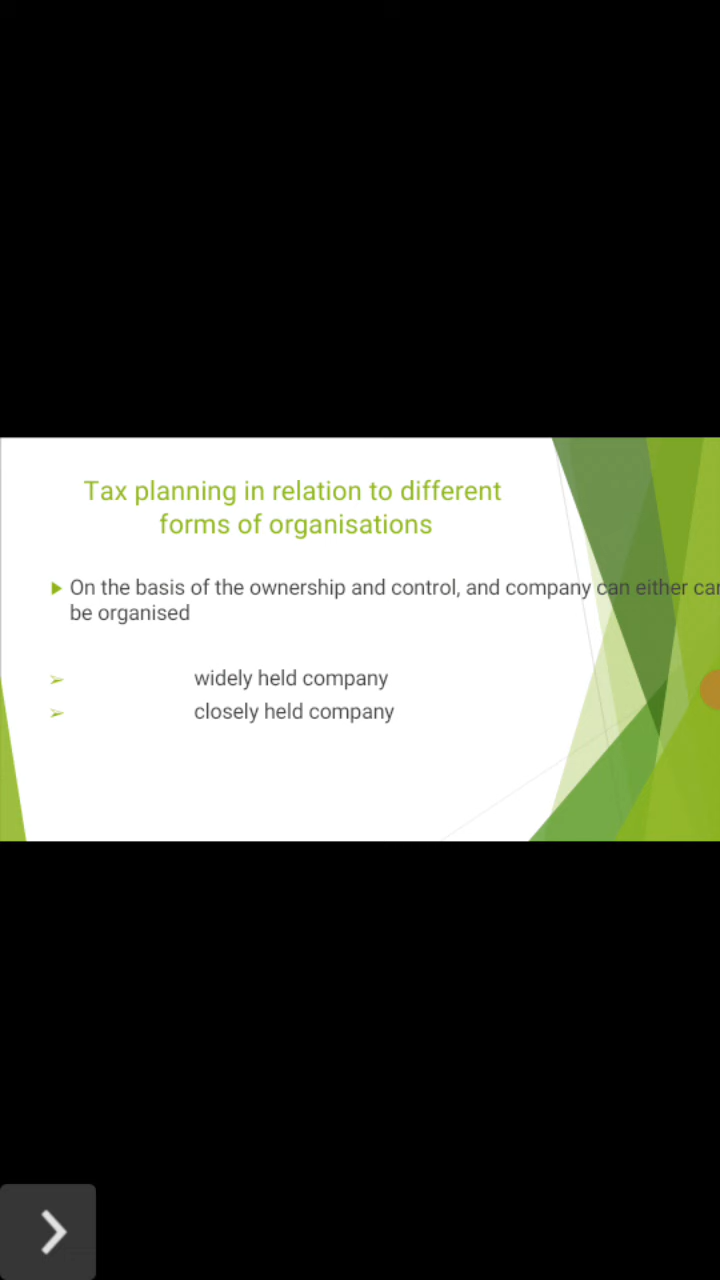 Tax planning in relation to different
forms of organisations
On the basis of the ownership and control, and company can either can
be organised
widely held company
closely held company